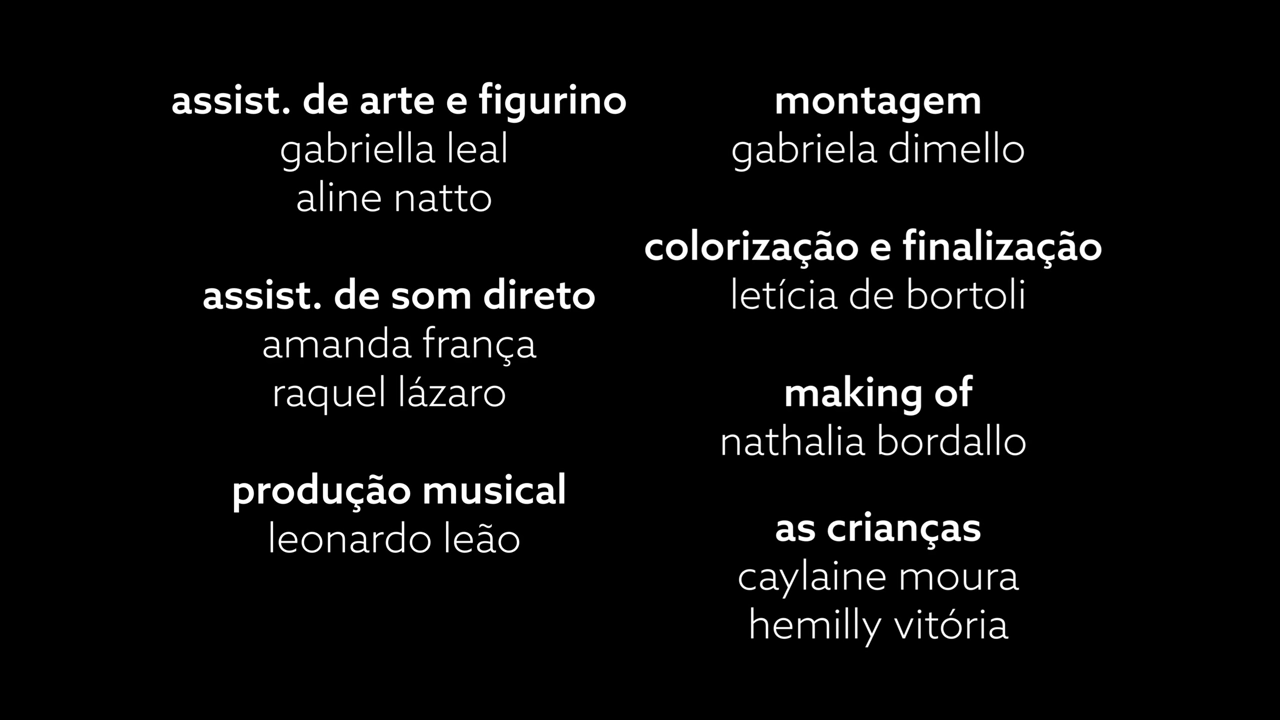 assist. de arte e figurino
gabriella leal
aline natto
assist. de som direto
amanda frança
raquel lázaro
produção musical
leonardo leão
montagem
gabriela dimello
colorização e finalização
letícia de bortoli
making of
nathalia bordallo
as crianças
caylaine moura
hemilly vitória